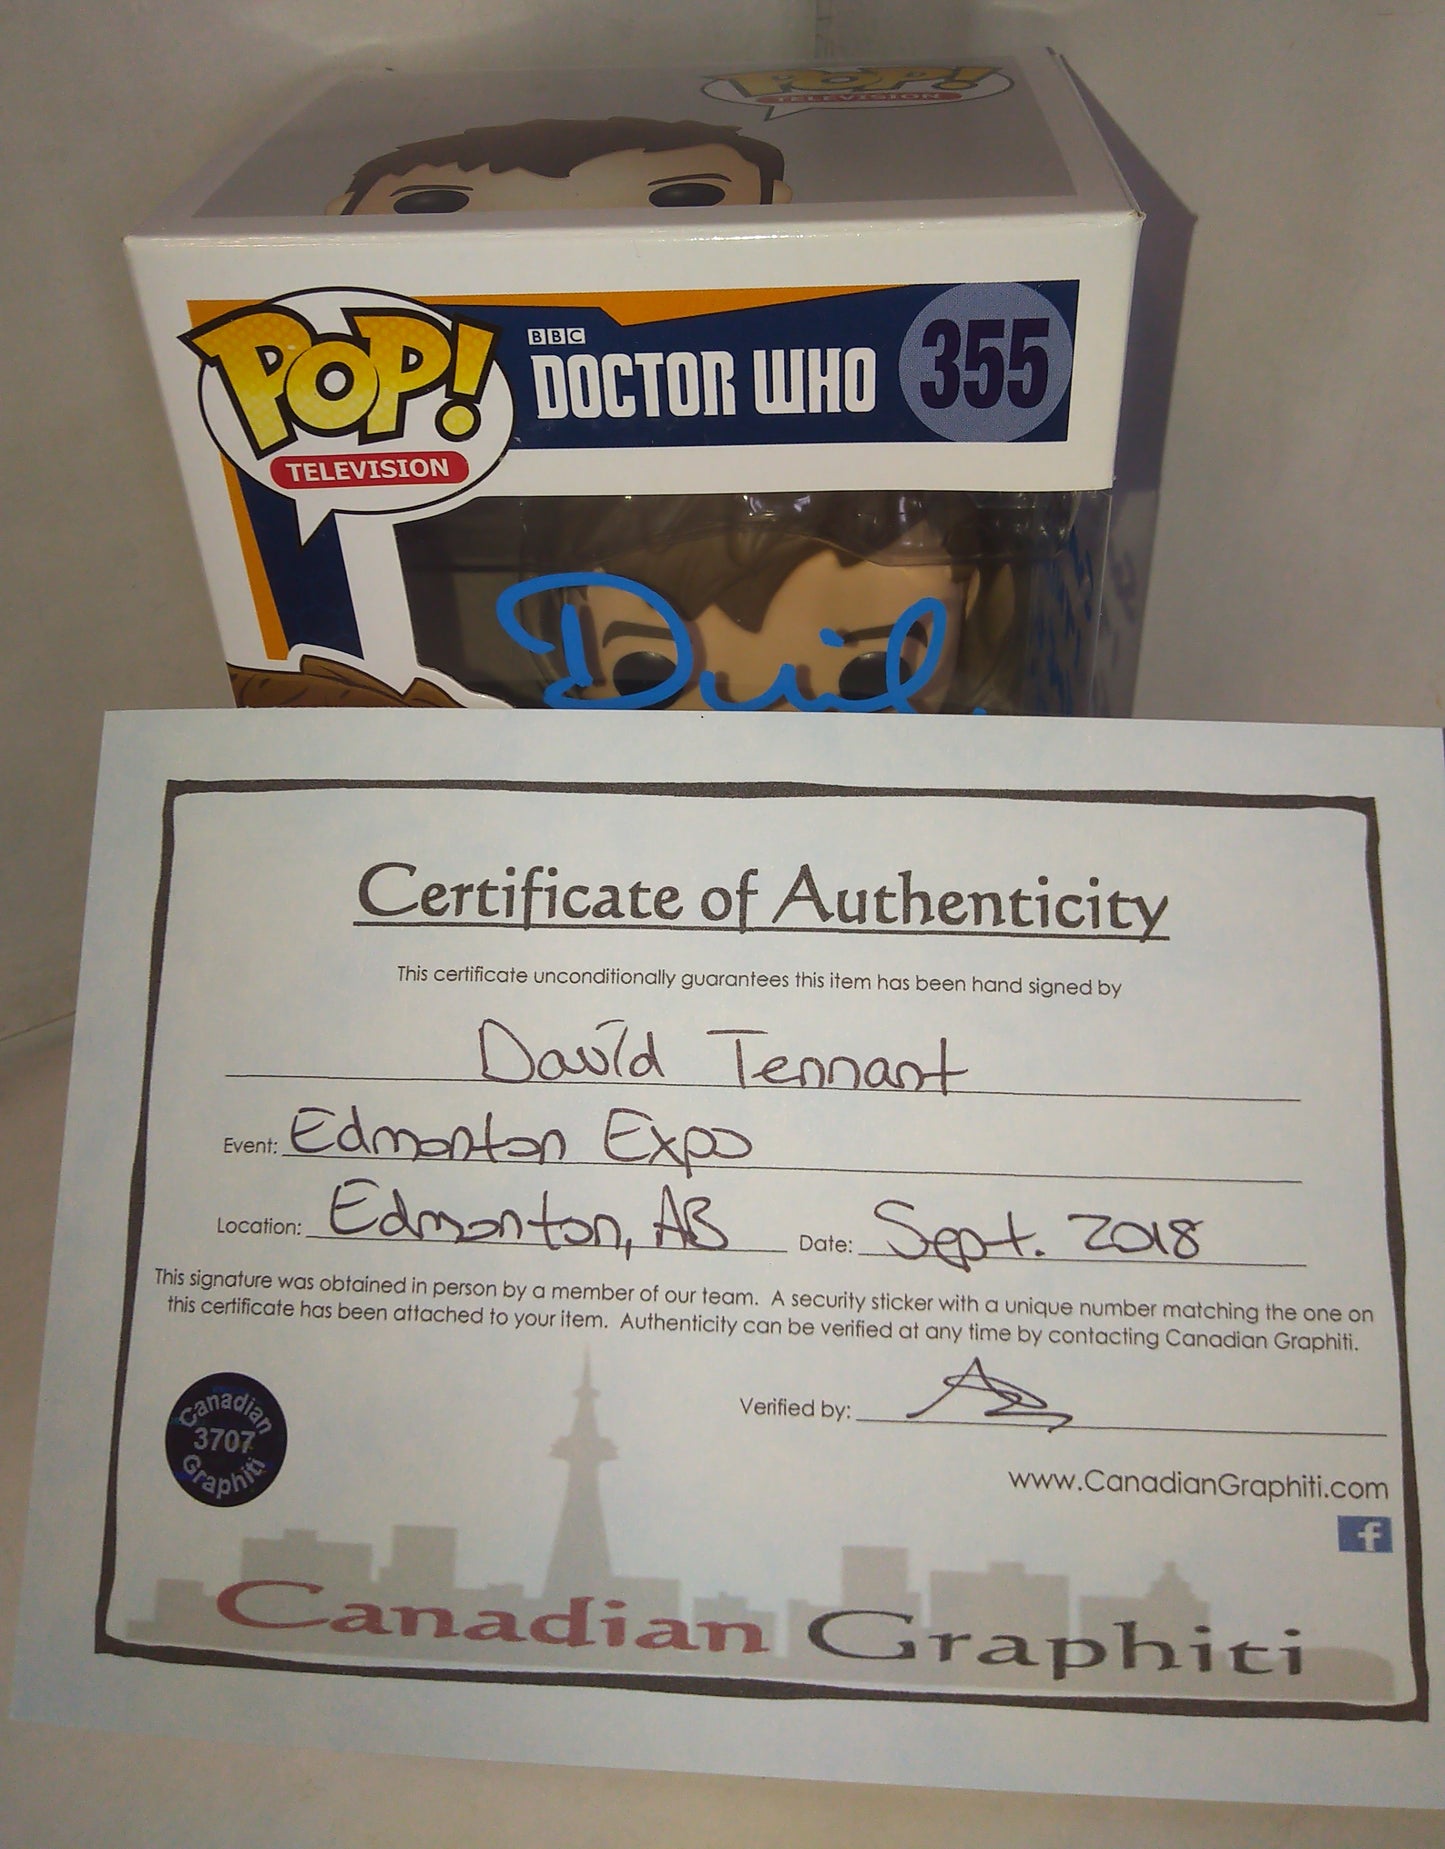 POP!
TELEVISION
POP!
TELEVISION
BBC
DOCTOR WHO
355
David
Certificate of Authenticity
This certificate unconditionally guarantees this item has been hand signed by
David Tennant
Event: Edmonton Expo
Location: Edmonton, AB Date: Sept. 2018
This signature was obtained in person by a member of our team. A security sticker with a unique number matching the one on
this certificate has been attached to your item. Authenticity can be verified at any time by contacting Canadian Graphiti.
Canadian
3707
Graphiti
Verified by:
www.CanadianGraphiti.com
f
Canadian Graphiti